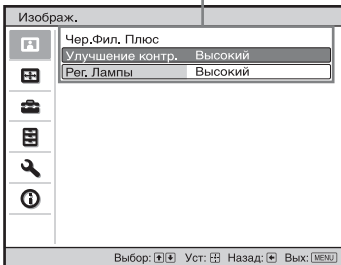 Изображ.
Чер.Фил. Плюс
Улучшение контр. Высокий
Рег. Лампы Высокий
Выбор: Уст: Назад: Вых: MENU